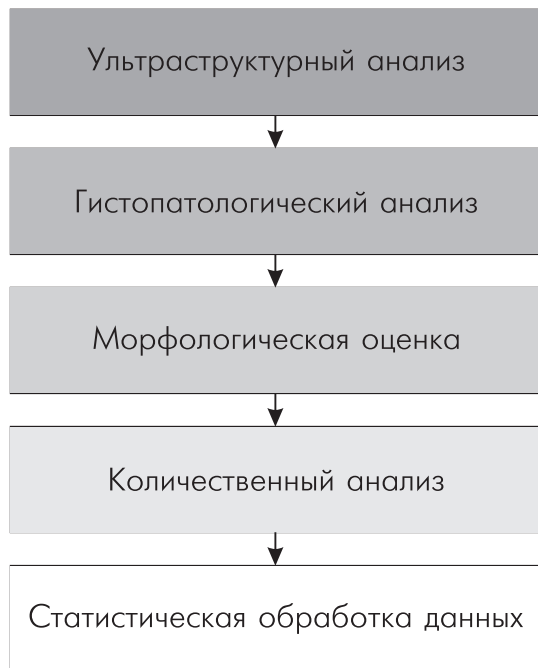 Ультраструктурный анализ
Гистопатологический анализ
Морфологическая оценка
Количественный анализ
Статистическая обработка данных